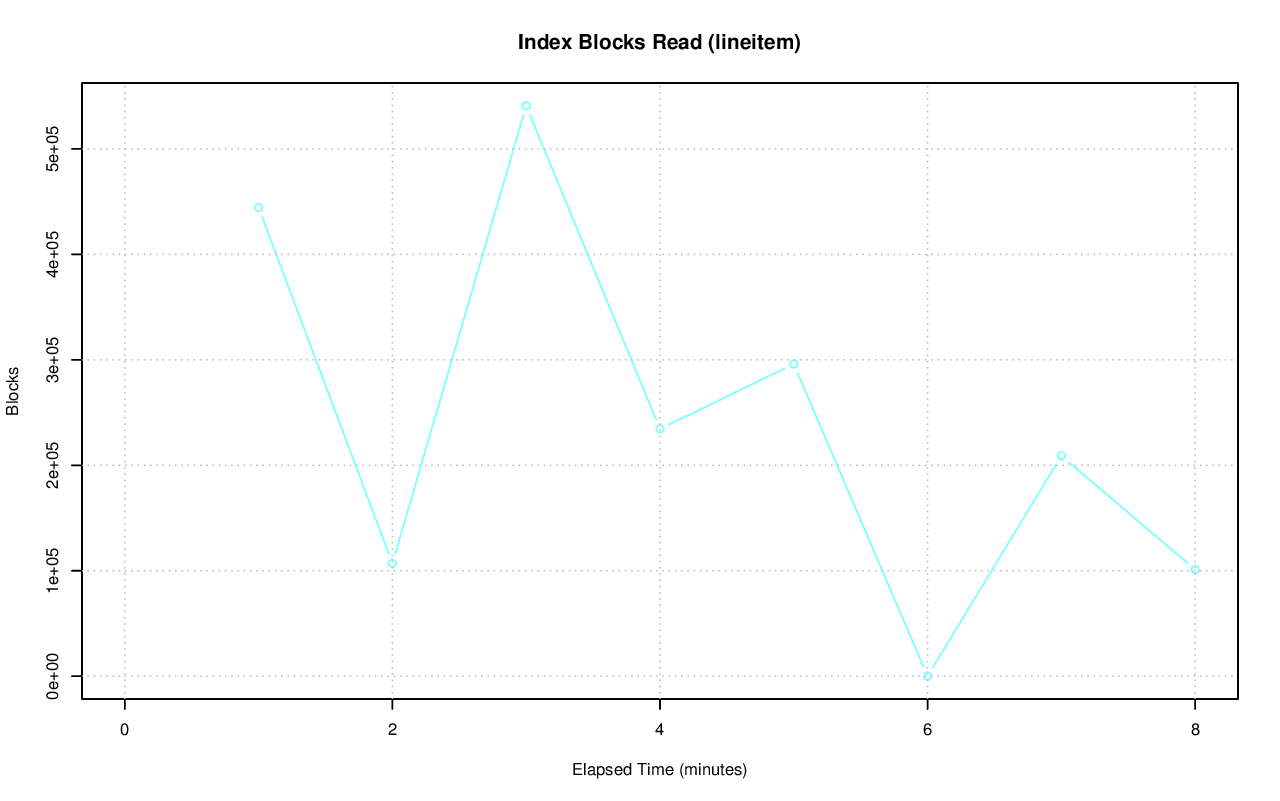 Index Blocks Read (lineitem)
Blocks
5e+05
4e+05
3e+05
2e+05
1e+05
0e+00
0 2 4 6 8
Elapsed Time (minutes)